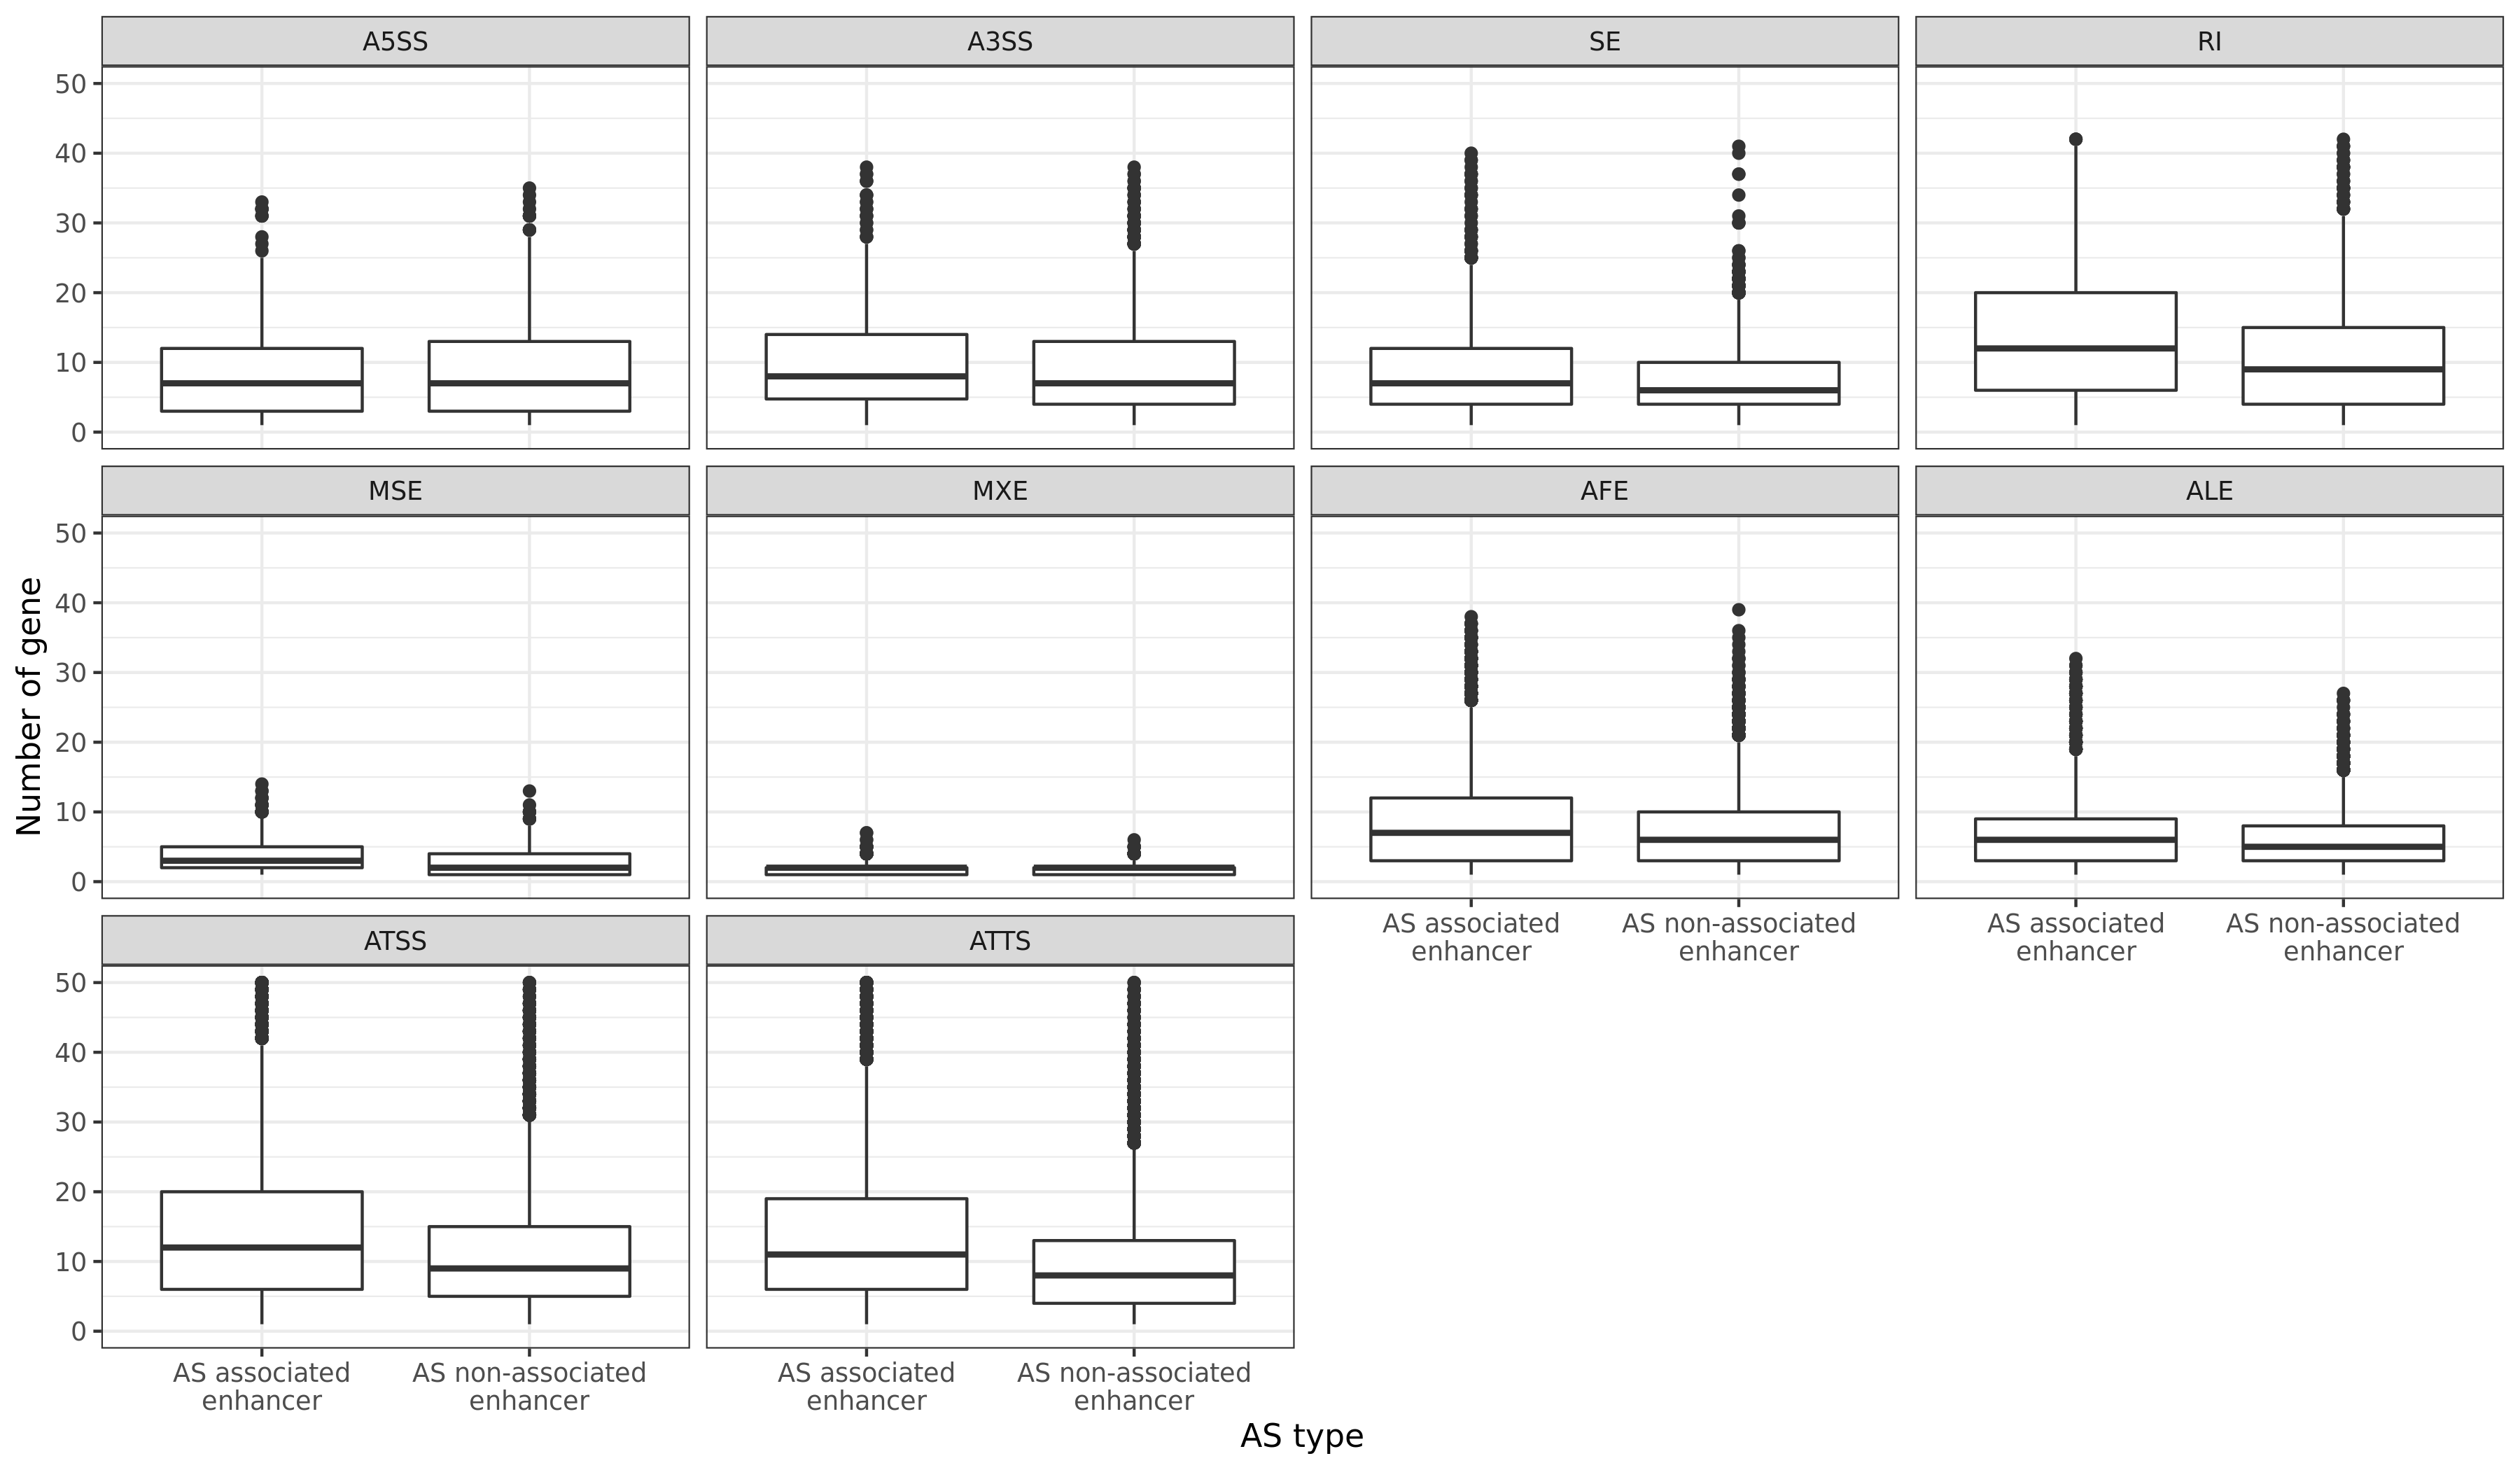 A5SS
A3SS
SE
RI
50
40
30
20
10
0
MSE
MXE
AFE
ALE
50
40
30
20
10
0
Number of gene
AS associated
enhancer
AS non-associated
enhancer
AS associated
enhancer
AS non-associated
enhancer
ATSS
ATTS
50
40
30
20
10
0
AS associated
enhancer
AS non-associated
enhancer
AS associated
enhancer
AS non-associated
enhancer
AS type